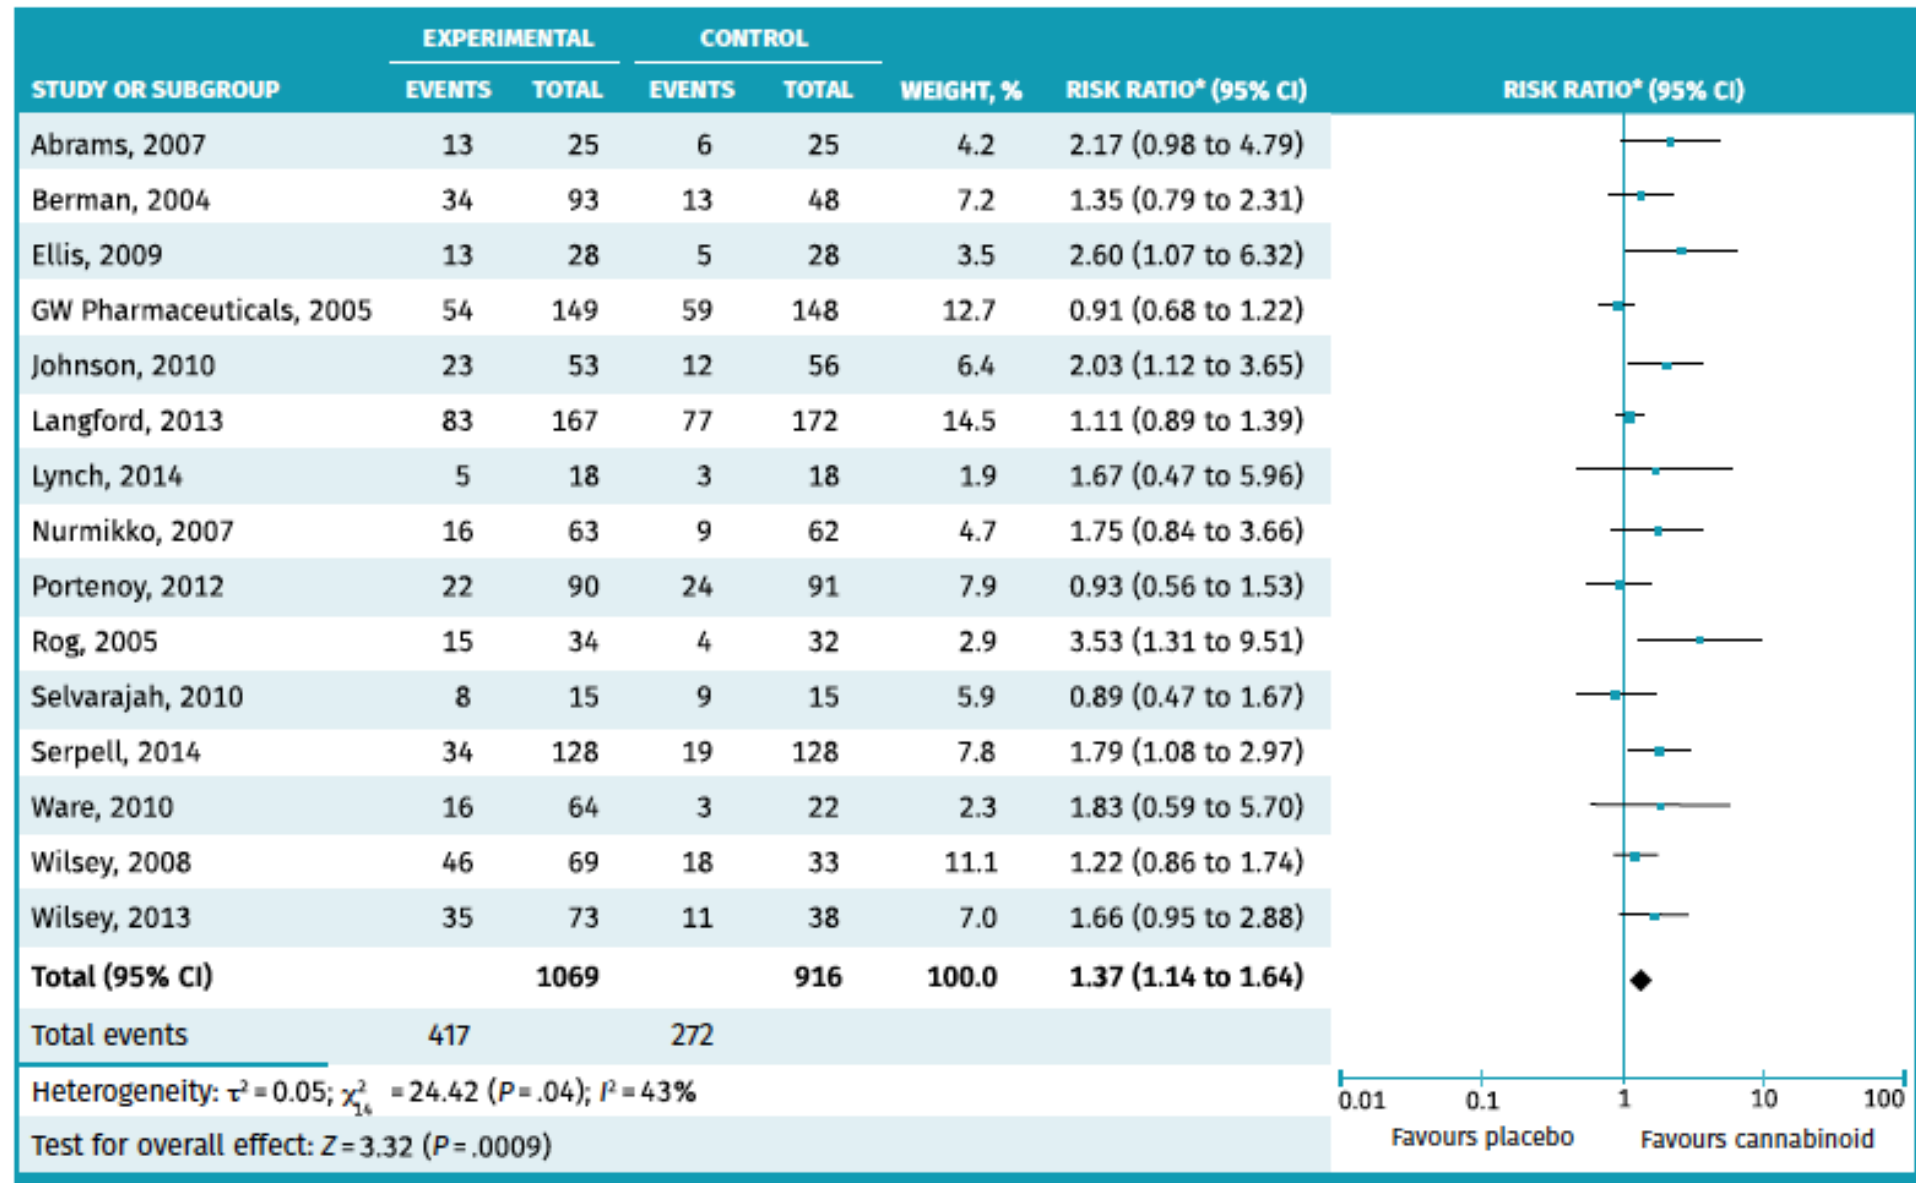 EXPERIMENTAL CONTROL
STUDY OR SUBGROUP EVENTS TOTAL EVENTS TOTAL WEIGHT, % RISK RATIO* (95% CI) RISK RATIO* (95% CI)
Abrams, 2007 13 25 6 25 4.2 2.17 (0.98 to 4.79)
Berman, 2004 34 93 13 48 7.2 1.35 (0.79 to 2.31)
Ellis, 2009 13 28 5 28 3.5 2.60 (1.07 to 6.32)
GW Pharmaceuticals, 2005 54 149 59 148 12.7 0.91 (0.68 to 1.22)
Johnson, 2010 23 53 12 56 6.4 2.03 (1.12 to 3.65)
Langford, 2013 83 167 77 172 14.5 1.11 (0.89 to 1.39)
Lynch, 2014 5 18 3 18 1.9 1.67 (0.47 to 5.96)
Nurmikko, 2007 16 63 9 62 4.7 1.75 (0.84 to 3.66)
Portenoy, 2012 22 90 24 91 7.9 0.93 (0.56 to 1.53)
Rog, 2005 15 34 4 32 2.9 3.53 (1.31 to 9.51)
Selvarajah, 2010 8 15 9 15 5.9 0.89 (0.47 to 1.67)
Serpell, 2014 34 128 19 128 7.8 1.79 (1.08 to 2.97)
Ware, 2010 16 64 3 22 2.3 1.83 (0.59 to 5.70)
Wilsey, 2008 46 69 18 33 11.1 1.22 (0.86 to 1.74)
Wilsey, 2013 35 73 11 38 7.0 1.66 (0.95 to 2.88)
Total (95% CI) 1069 916 100.0 1.37 (1.14 to 1.64)
Total events 417 272
Heterogeneity: τ² = 0.05; χ²₁₄ = 24.42 (P = .04); I² = 43%
Test for overall effect: Z = 3.32 (P = .0009)
0.01 0.1 1 10 100
Favours placebo Favours cannabinoid